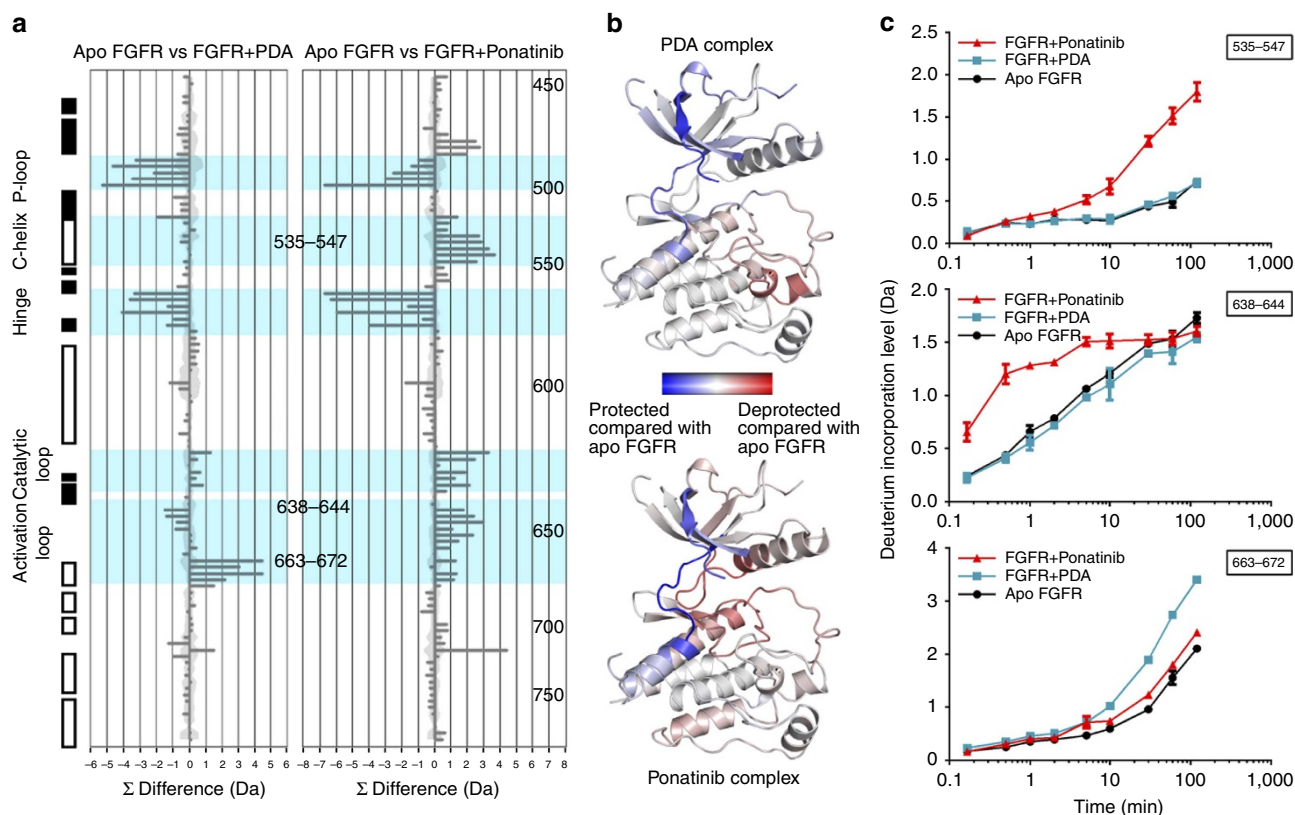 a
Apo FGFR vs FGFR+PDA
Apo FGFR vs FGFR+Ponatinib
P-loop
C-helix
Hinge
Catalytic loop
Activation loop
535–547
638–644
663–672
450
500
550
600
650
700
750
–6 –5 –4 –3 –2 –1 0 1 2 3 4 5 6
–8 –7 –6 –5 –4 –3 –2 –1 0 1 2 3 4 5 6 7 8
Σ Difference (Da)
Σ Difference (Da)
b
PDA complex
Protected compared with apo FGFR
Deprotected compared with apo FGFR
Ponatinib complex
c
Deuterium incorporation level (Da)
2.5
2.0
1.5
1.0
0.5
0.0
FGFR+Ponatinib
FGFR+PDA
Apo FGFR
535–547
0.1 1 10 100 1,000
2.0
1.5
1.0
0.5
0.0
FGFR+Ponatinib
FGFR+PDA
Apo FGFR
638–644
0.1 1 10 100 1,000
4
3
2
1
0
FGFR+Ponatinib
FGFR+PDA
Apo FGFR
663–672
0.1 1 10 100 1,000
Time (min)